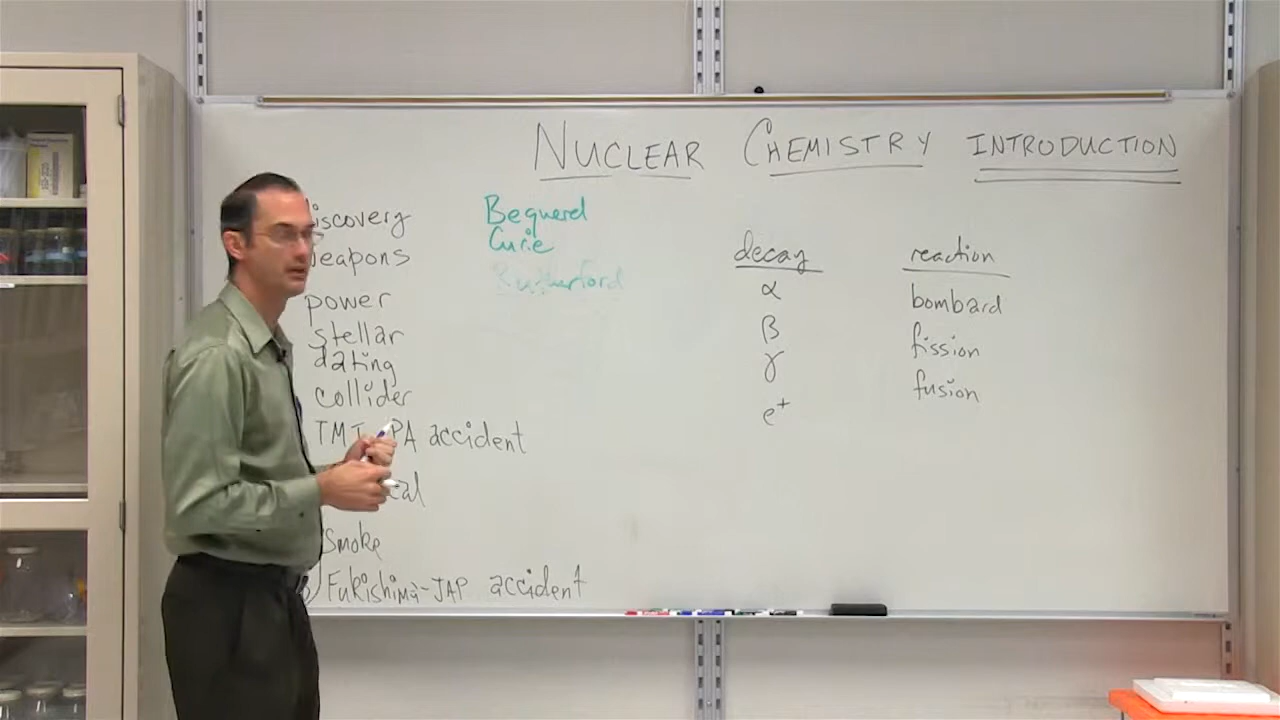 NUCLEAR CHEMISTRY INTRODUCTION
iscovery
eapons
power
stellar
dating
collider
TMI PA accident
cal
Smoke
Fukishima-JAP accident
Bequerel
Curie
Rutherford
decay
α
β
γ
e+
reaction
bombard
fission
fusion